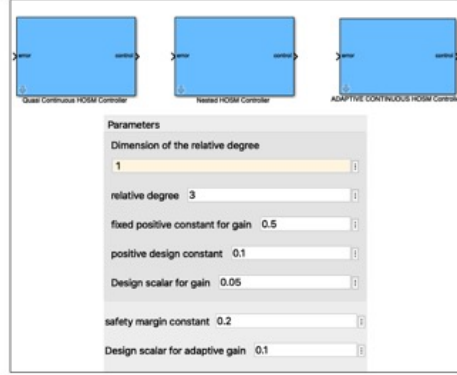 error control error control error control
Quasi Continuous HOSM Controller Nested HOSM Controller ADAPTIVE CONTINUOUS HOSM Controlle
Parameters
Dimension of the relative degree
1
relative degree 3
fixed positive constant for gain 0.5
positive design constant 0.1
Design scalar for gain 0.05
safety margin constant 0.2
Design scalar for adaptive gain 0.1